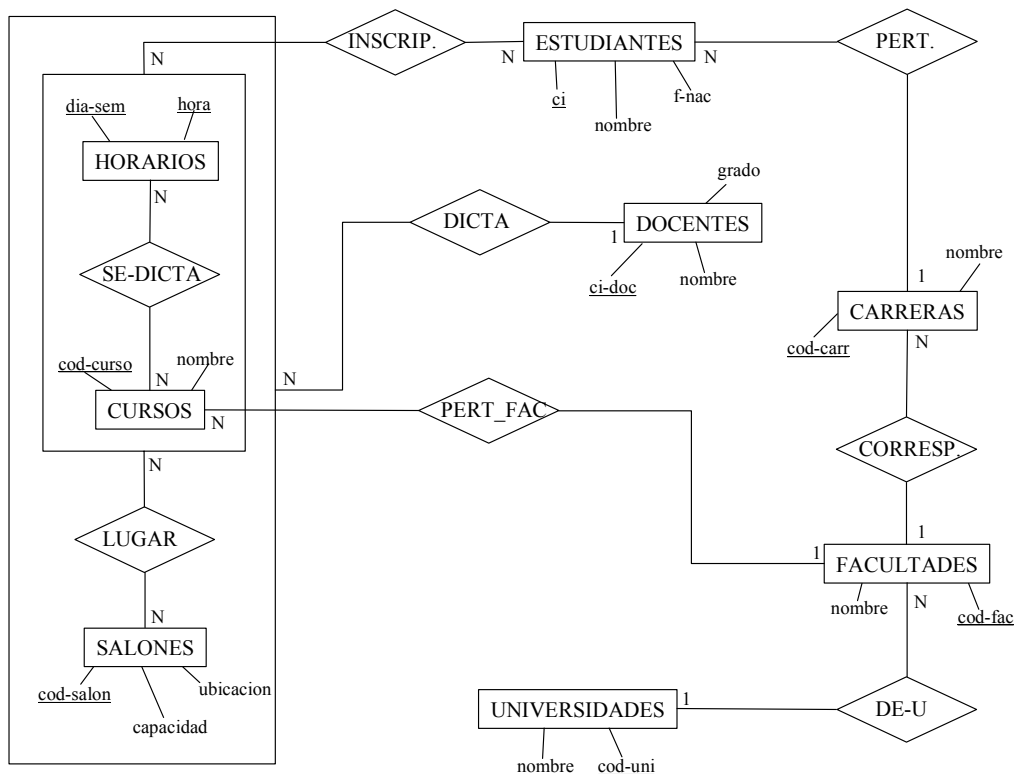 INSCRIP.
ESTUDIANTES
PERT.
N
N
N
ci
nombre
f-nac
dia-sem
hora
HORARIOS
N
grado
DICTA
DOCENTES
1
ci-doc
nombre
SE-DICTA
nombre
1
CARRERAS
cod-carr
N
cod-curso
nombre
N
N
CURSOS
N
PERT_FAC
CORRESP.
N
LUGAR
1
1
FACULTADES
nombre
N
cod-fac
N
SALONES
cod-salon
ubicacion
capacidad
UNIVERSIDADES
1
DE-U
nombre
cod-uni